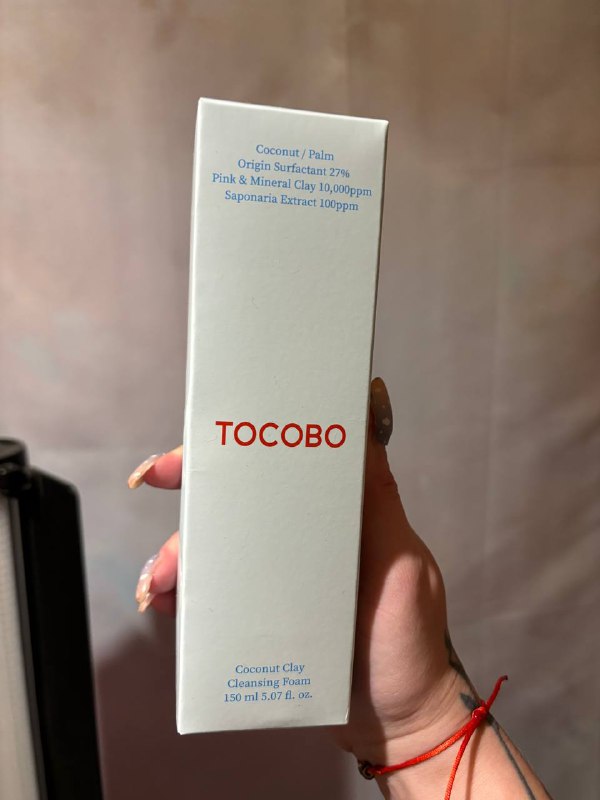 Coconut / Palm
Origin Surfactant 27%
Pink & Mineral Clay 10,000ppm
Saponaria Extract 100ppm
TOCOBO
Coconut Clay
Cleansing Foam
150 ml 5.07 fl. oz.